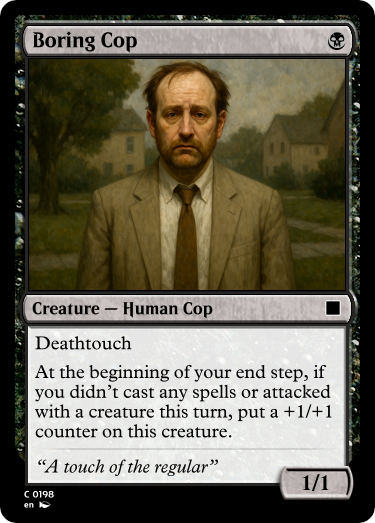 Boring Cop
Creature — Human Cop
Deathtouch
At the beginning of your end step, if
you didn't cast any spells or attacked
with a creature this turn, put a +1/+1
counter on this creature.
“A touch of the regular”
1/1
C 0198
en